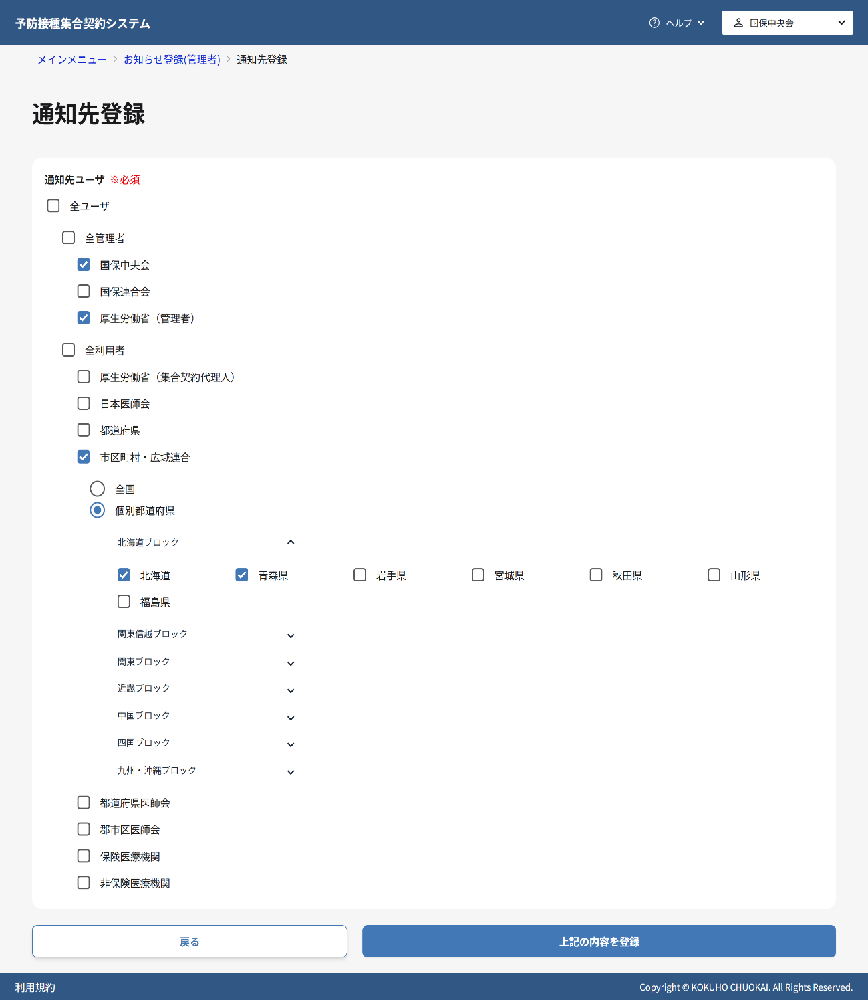 予防接種集合契約システム
ヘルプ
国保中央会
メインメニュー > お知らせ登録(管理者) > 通知先登録
通知先登録
通知先ユーザ ※必須
全ユーザ
全管理者
国保中央会
国保連合会
厚生労働省（管理者）
全利用者
厚生労働省（集合契約代理人）
日本医師会
都道府県
市区町村・広域連合
全国
個別都道府県
北海道ブロック
北海道 青森県 岩手県 宮城県 秋田県 山形県
福島県
関東信越ブロック
関東ブロック
近畿ブロック
中国ブロック
四国ブロック
九州・沖縄ブロック
都道府県医師会
郡市区医師会
保険医療機関
非保険医療機関
戻る
上記の内容を登録
利用規約
Copyright © KOKUHO CHUOKAI. All Rights Reserved.